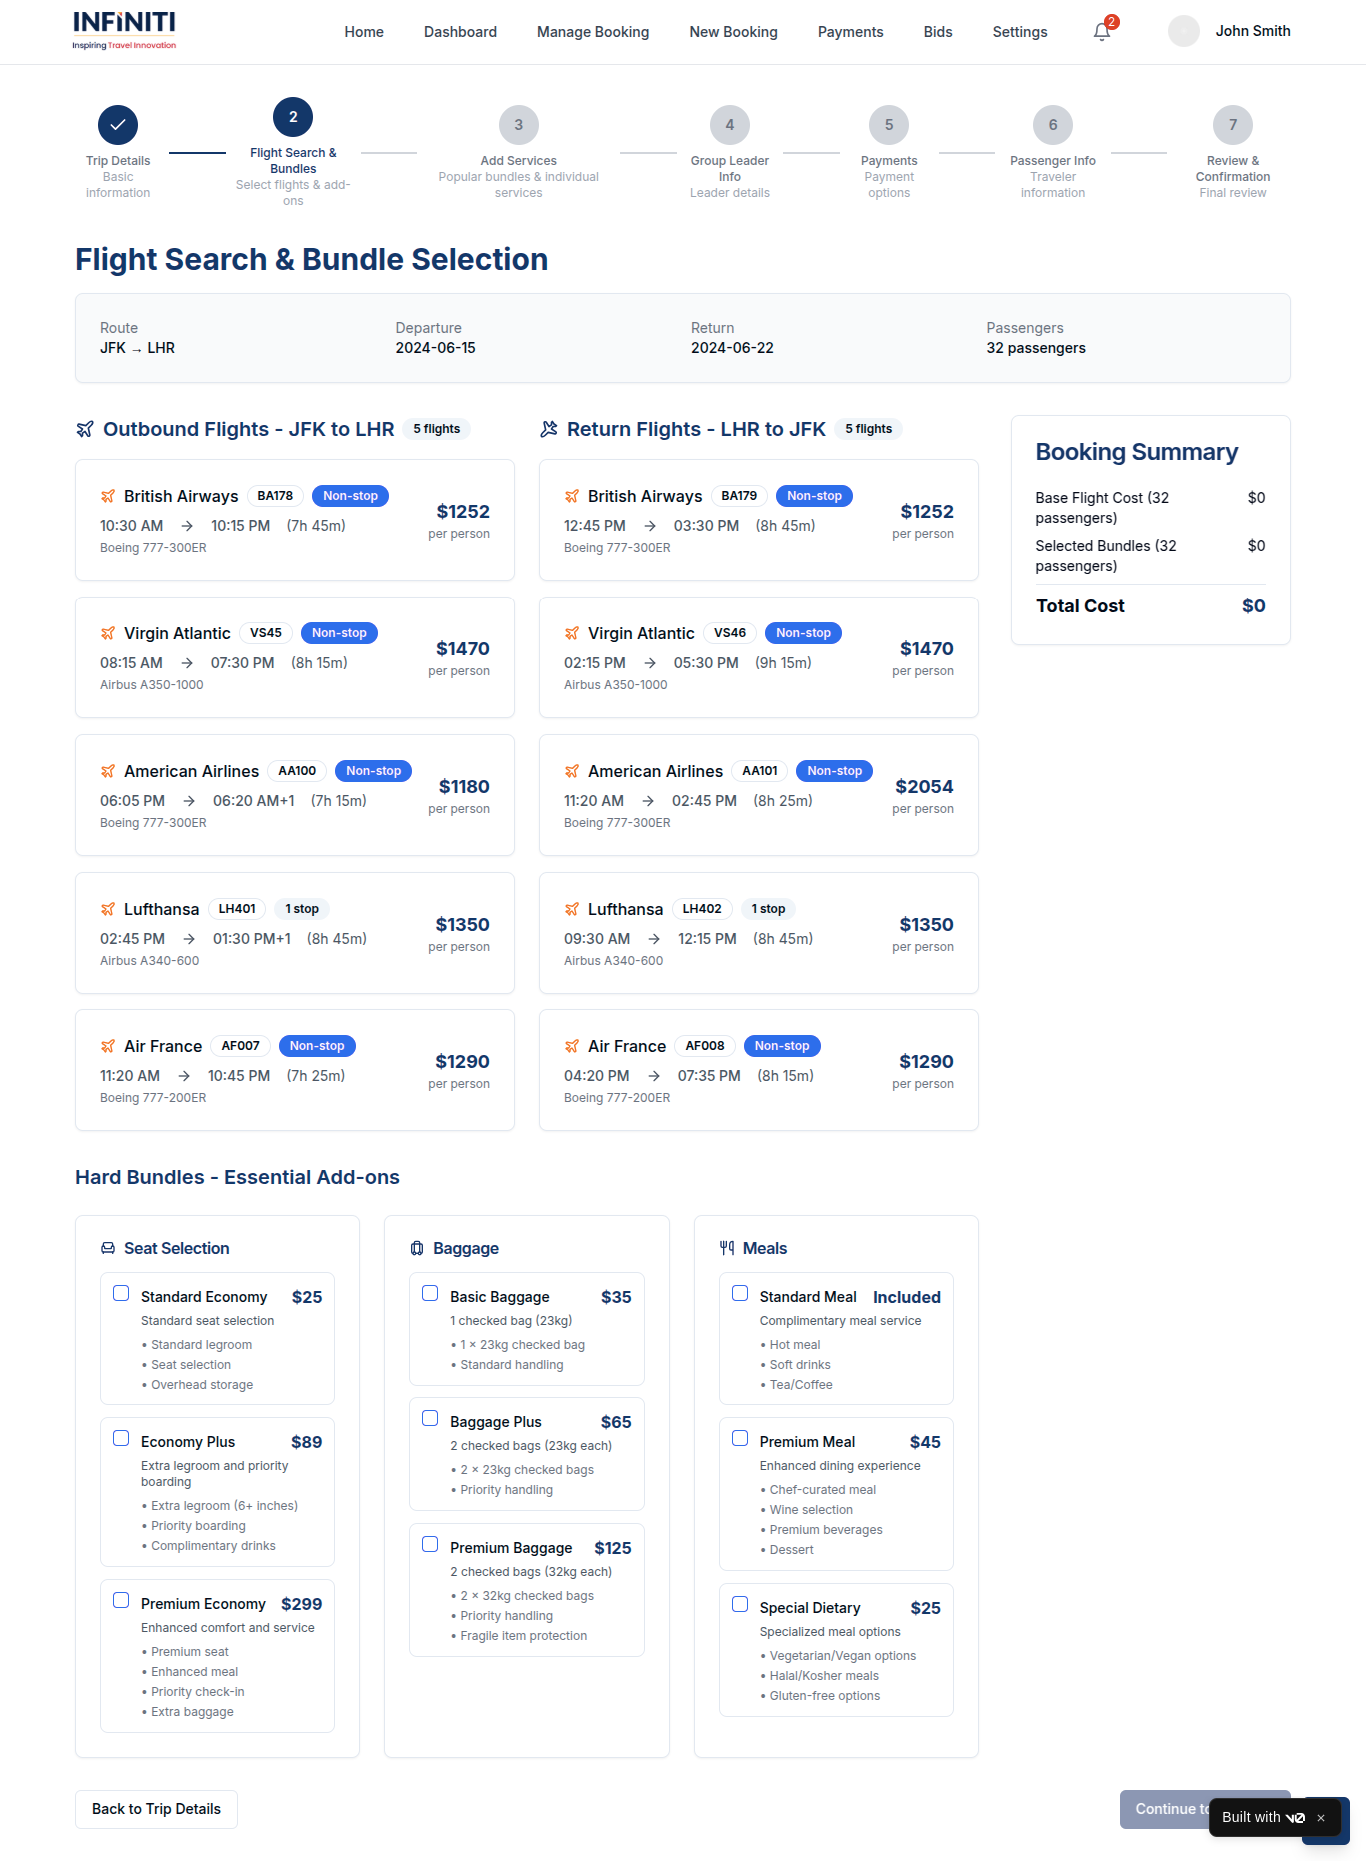 INFINITI
Inspiring Travel Innovation
Home
Dashboard
Manage Booking
New Booking
Payments
Bids
Settings
2
John Smith
Trip Details
Basic
information
2
Flight Search &
Bundles
Select flights & add-
ons
3
Add Services
Popular bundles & individual
services
4
Group Leader
Info
Leader details
5
Payments
Payment
options
6
Passenger Info
Traveler
information
7
Review &
Confirmation
Final review
Flight Search & Bundle Selection
Route
JFK → LHR
Departure
2024-06-15
Return
2024-06-22
Passengers
32 passengers
Outbound Flights - JFK to LHR 5 flights
British Airways BA178 Non-stop
10:30 AM → 10:15 PM (7h 45m)
Boeing 777-300ER
$1252
per person
Virgin Atlantic VS45 Non-stop
08:15 AM → 07:30 PM (8h 15m)
Airbus A350-1000
$1470
per person
American Airlines AA100 Non-stop
06:05 PM → 06:20 AM+1 (7h 15m)
Boeing 777-300ER
$1180
per person
Lufthansa LH401 1 stop
02:45 PM → 01:30 PM+1 (8h 45m)
Airbus A340-600
$1350
per person
Air France AF007 Non-stop
11:20 AM → 10:45 PM (7h 25m)
Boeing 777-200ER
$1290
per person
Return Flights - LHR to JFK 5 flights
British Airways BA179 Non-stop
12:45 PM → 03:30 PM (8h 45m)
Boeing 777-300ER
$1252
per person
Virgin Atlantic VS46 Non-stop
02:15 PM → 05:30 PM (9h 15m)
Airbus A350-1000
$1470
per person
American Airlines AA101 Non-stop
11:20 AM → 02:45 PM (8h 25m)
Boeing 777-300ER
$2054
per person
Lufthansa LH402 1 stop
09:30 AM → 12:15 PM (8h 45m)
Airbus A340-600
$1350
per person
Air France AF008 Non-stop
04:20 PM → 07:35 PM (8h 15m)
Boeing 777-200ER
$1290
per person
Booking Summary
Base Flight Cost (32 $0
passengers)
Selected Bundles (32 $0
passengers)
Total Cost $0
Hard Bundles - Essential Add-ons
Seat Selection
Standard Economy $25
Standard seat selection
• Standard legroom
• Seat selection
• Overhead storage
Economy Plus $89
Extra legroom and priority
boarding
• Extra legroom (6+ inches)
• Priority boarding
• Complimentary drinks
Premium Economy $299
Enhanced comfort and service
• Premium seat
• Enhanced meal
• Priority check-in
• Extra baggage
Baggage
Basic Baggage $35
1 checked bag (23kg)
• 1 × 23kg checked bag
• Standard handling
Baggage Plus $65
2 checked bags (23kg each)
• 2 × 23kg checked bags
• Priority handling
Premium Baggage $125
2 checked bags (32kg each)
• 2 × 32kg checked bags
• Priority handling
• Fragile item protection
Meals
Standard Meal Included
Complimentary meal service
• Hot meal
• Soft drinks
• Tea/Coffee
Premium Meal $45
Enhanced dining experience
• Chef-curated meal
• Wine selection
• Premium beverages
• Dessert
Special Dietary $25
Specialized meal options
• Vegetarian/Vegan options
• Halal/Kosher meals
• Gluten-free options
Back to Trip Details
Continue to
Built with v0 ×